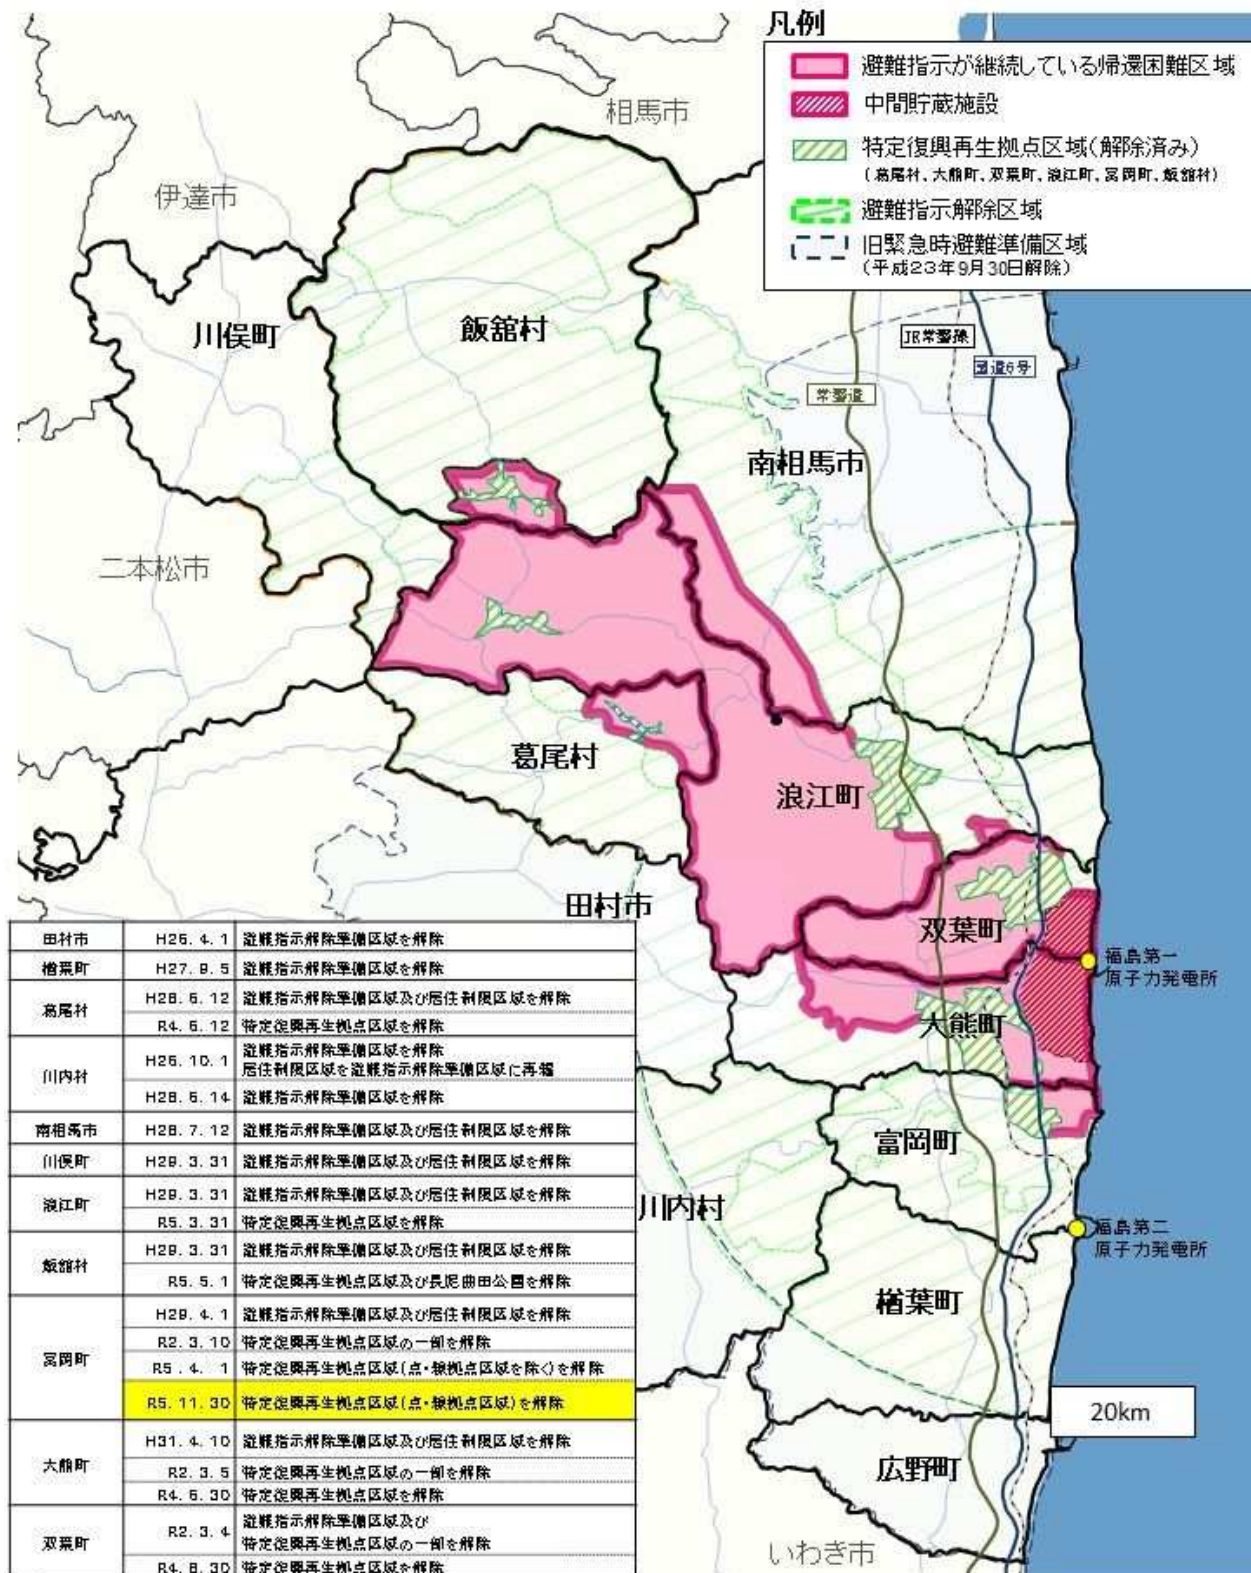 凡例
避難指示が継続している帰還困難区域
中間貯蔵施設
特定復興再生拠点区域(解除済み)
(葛尾村、大熊町、双葉町、浪江町、富岡町、飯舘村)
避難指示解除区域
旧緊急時避難準備区域
(平成23年9月30日解除)
相馬市
伊達市
川俣町
飯舘村
JR常磐線
国道6号
常磐道
南相馬市
二本松市
葛尾村
浪江町
田村市
双葉町
福島第一
原子力発電所
大熊町
富岡町
川内村
福島第二
原子力発電所
楢葉町
20km
広野町
いわき市
田村市 H26.4.1 避難指示解除準備区域を解除
楢葉町 H27.9.5 避難指示解除準備区域を解除
葛尾村 H28.6.12 避難指示解除準備区域及び居住制限区域を解除
R4.6.12 特定復興再生拠点区域を解除
川内村 H26.10.1 避難指示解除準備区域を解除
居住制限区域を避難指示解除準備区域に再編
H28.6.14 避難指示解除準備区域を解除
南相馬市 H28.7.12 避難指示解除準備区域及び居住制限区域を解除
川俣町 H29.3.31 避難指示解除準備区域及び居住制限区域を解除
浪江町 H29.3.31 避難指示解除準備区域及び居住制限区域を解除
R5.3.31 特定復興再生拠点区域を解除
飯舘村 H29.3.31 避難指示解除準備区域及び居住制限区域を解除
R5.5.1 特定復興再生拠点区域及び長泥曲田公園を解除
富岡町 H29.4.1 避難指示解除準備区域及び居住制限区域を解除
R2.3.10 特定復興再生拠点区域の一部を解除
R5.4.1 特定復興再生拠点区域(点・線拠点区域を除く)を解除
R5.11.30 特定復興再生拠点区域(点・線拠点区域)を解除
大熊町 H31.4.10 避難指示解除準備区域及び居住制限区域を解除
R2.3.5 特定復興再生拠点区域の一部を解除
R4.6.30 特定復興再生拠点区域を解除
双葉町 R2.3.4 避難指示解除準備区域及び
特定復興再生拠点区域の一部を解除
R4.8.30 特定復興再生拠点区域を解除